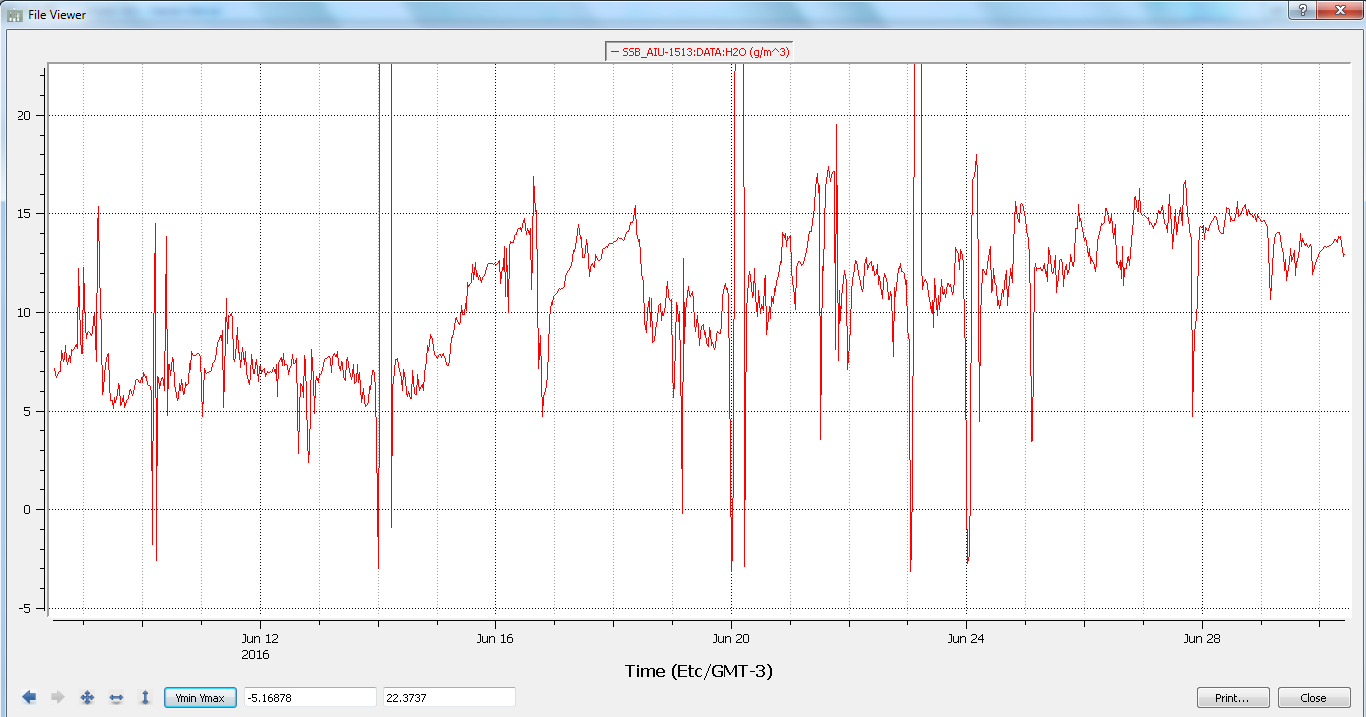 File Viewer
SSB_AIU-1513:DATA:H2O (g/m^3)
20
15
10
5
0
-5
Jun 12 Jun 16 Jun 20 Jun 24 Jun 28
2016
Time (Etc/GMT-3)
Ymin Ymax -5.16878 22.3737 Print... Close